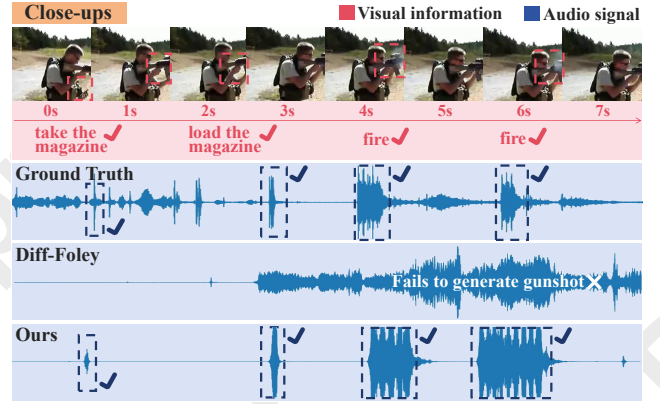 Close-ups
Visual information
Audio signal
0s 1s 2s 3s 4s 5s 6s 7s
take the
magazine
load the
magazine
fire
fire
Ground Truth
Diff-Foley
Fails to generate gunshot
Ours